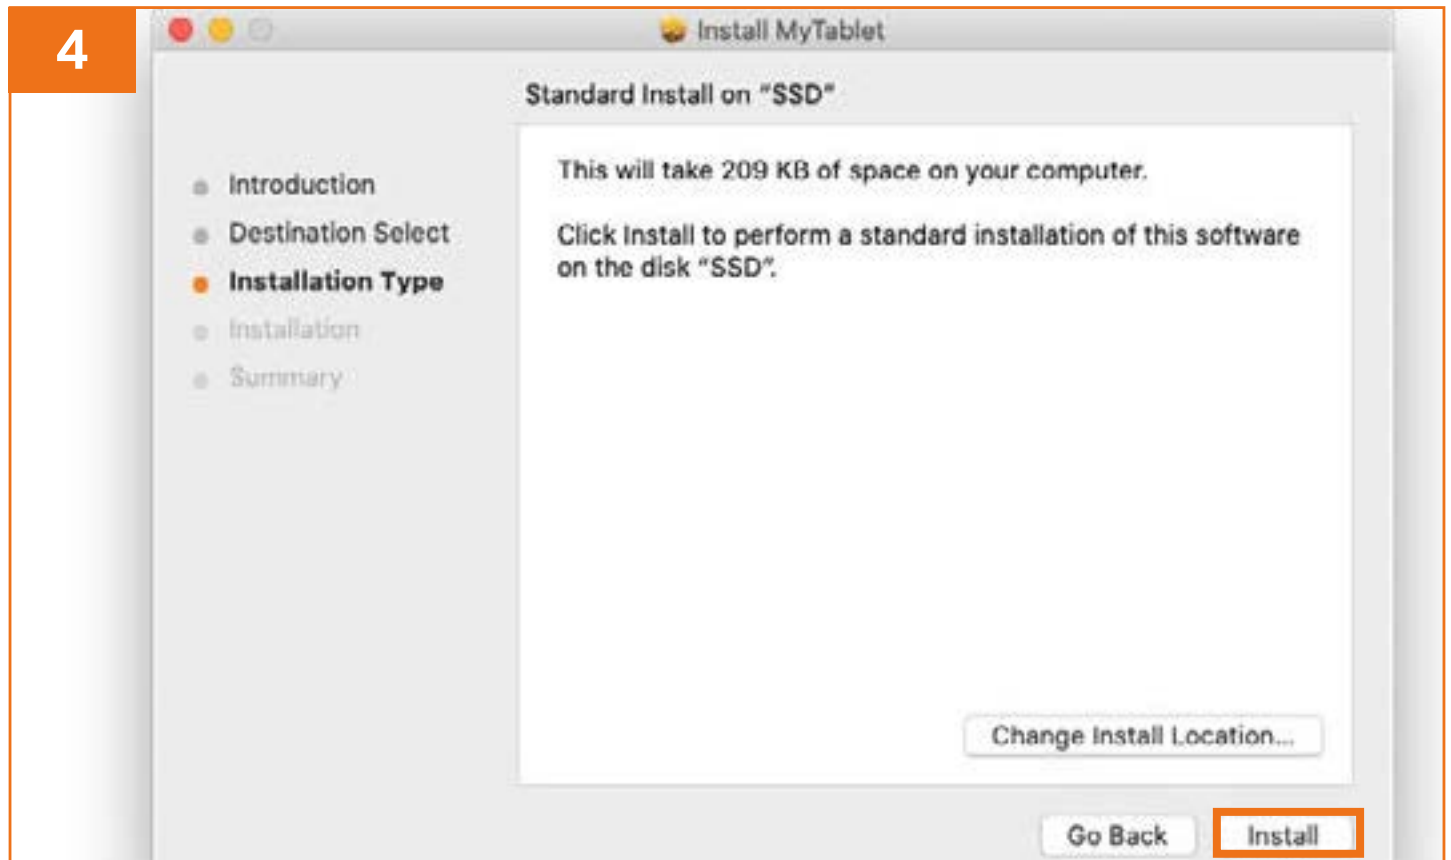 4
Install MyTablet
Standard Install on "SSD"
Introduction
Destination Select
Installation Type
Installation
Summary
This will take 209 KB of space on your computer.
Click Install to perform a standard installation of this software
on the disk "SSD".
Change Install Location...
Go Back
Install